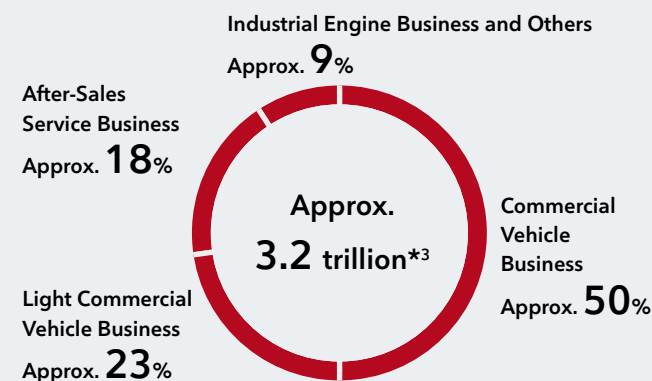 Industrial Engine Business and Others
Approx. 9%
After-Sales
Service Business
Approx. 18%
Approx.
3.2 trillion*3
Commercial
Vehicle
Business
Approx. 50%
Light Commercial
Vehicle Business
Approx. 23%